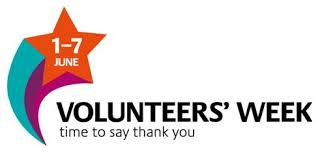 1–7
JUNE
VOLUNTEERS' WEEK
time to say thank you